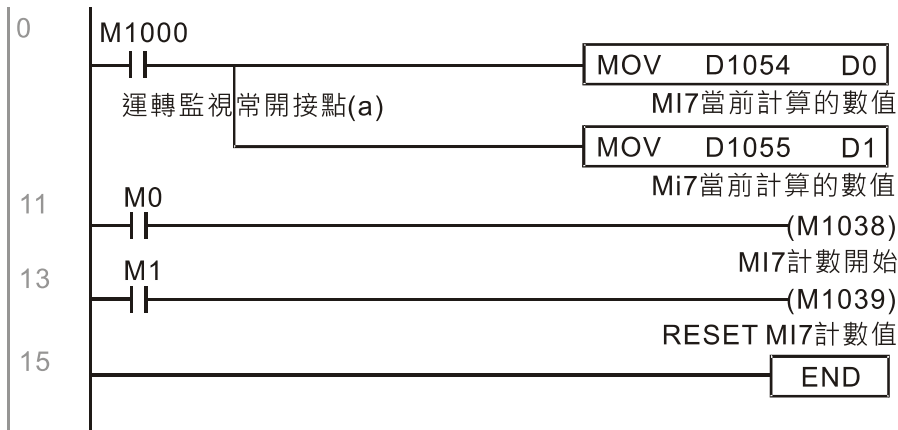 0
M1000
MOV D1054 D0
運轉監視常開接點(a)
MI7當前計算的數值
MOV D1055 D1
Mi7當前計算的數值
11
M0
(M1038)
MI7計數開始
13
M1
(M1039)
RESET MI7計數值
15
END